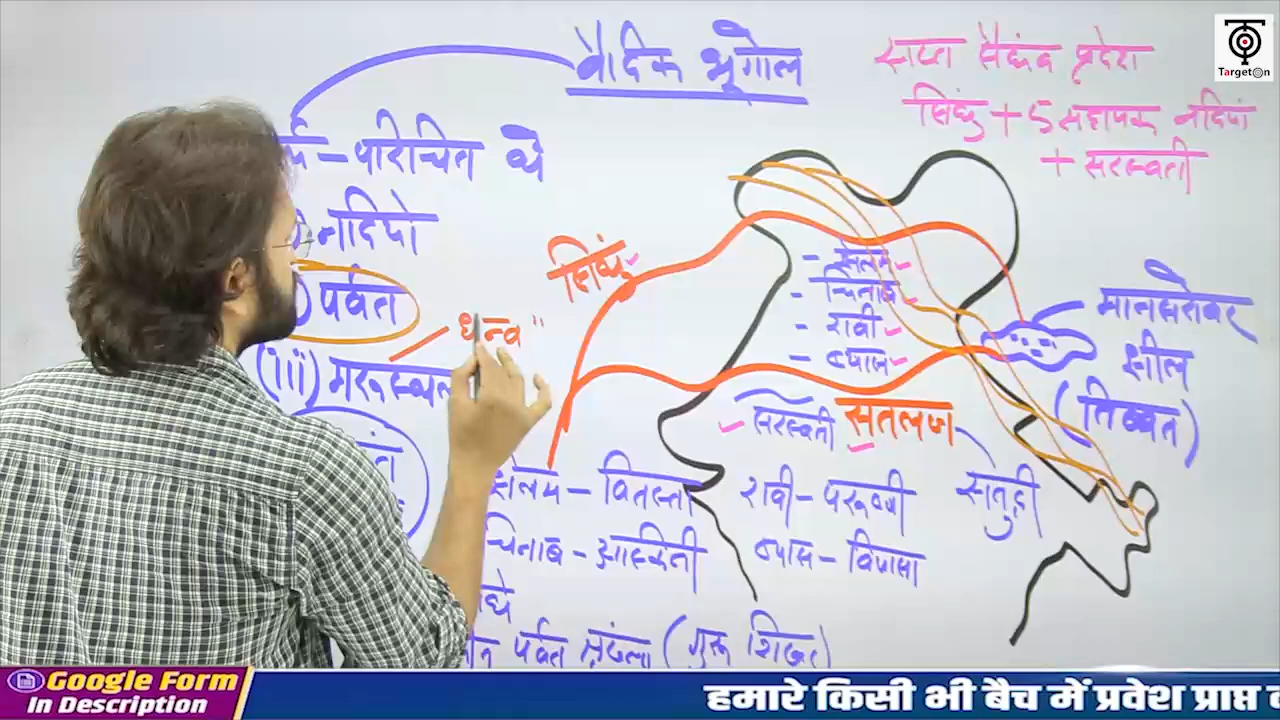 वैदिक भूगोल
सप्त सैंधव प्रदेश
सिंधु + 5 सहायक नदियां
+ सरस्वती
TargetOn
परिचित थे
नदियों
पर्वत
(iii) मरूस्थल
धन्व"
सिंधु
- झेलम
- चिनाब
- रावी
- व्यास
सरस्वती सतलज
मानसरोवर
झील
(तिब्बत)
झेलम - वितस्ता
रावी - परूष्णी
सतुद्री
चिनाब - आस्किनी
व्यास - विपासा
पर्वत श्रृंखला (गुरू शिखर)
Google Form
In Description
हमारे किसी भी बैच में प्रवेश प्राप्त